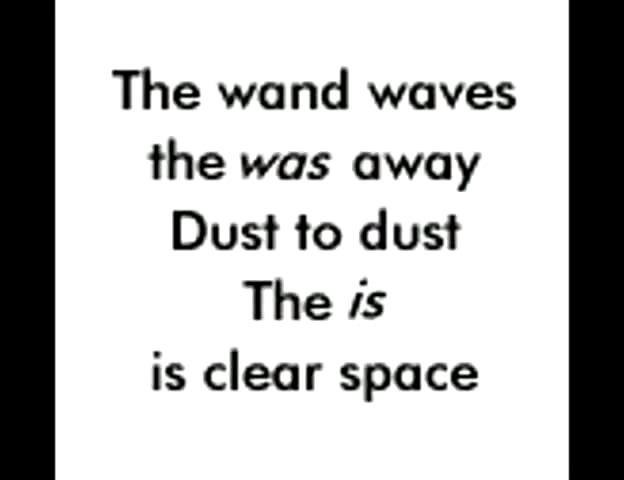 The wand waves
the was away
Dust to dust
The is
is clear space